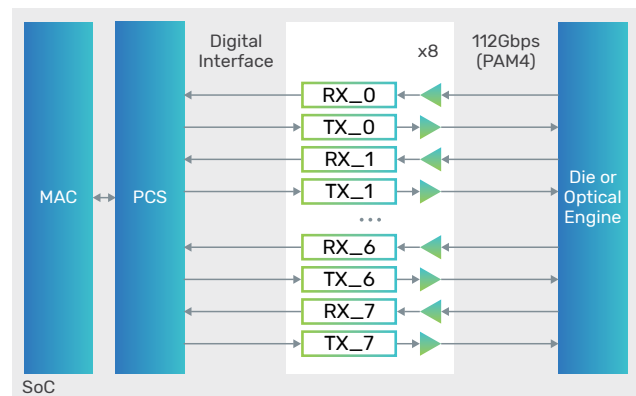 Digital
Interface
x8
112Gbps
(PAM4)
RX_0
TX_0
RX_1
TX_1
MAC
PCS
...
Die or
Optical
Engine
RX_6
TX_6
RX_7
TX_7
SoC